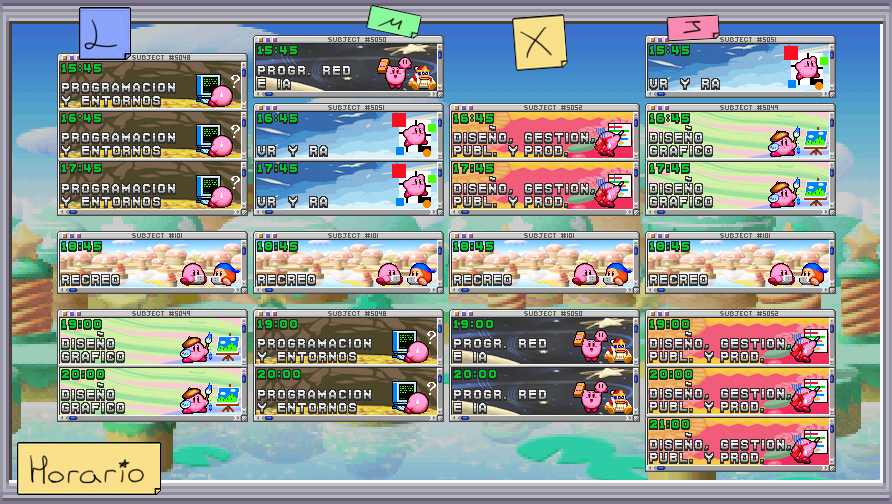 L
M
X
J
SUBJECT #5048
15:45
PROGRAMACION
Y ENTORNOS
16:45
PROGRAMACION
Y ENTORNOS
17:45
PROGRAMACION
Y ENTORNOS
SUBJECT #5050
15:45
PROGR. RED
E IA
SUBJECT #5051
16:45
VR Y RA
17:45
VR Y RA
SUBJECT #5052
16:45
DISEÑO, GESTION,
PUBL. Y PROD.
17:45
DISEÑO, GESTION,
PUBL. Y PROD.
SUBJECT #5051
15:45
VR Y RA
SUBJECT #5049
16:45
DISEÑO
GRAFICO
17:45
DISEÑO
GRAFICO
SUBJECT #101
18:45
RECREO
SUBJECT #101
18:45
RECREO
SUBJECT #101
18:45
RECREO
SUBJECT #101
18:45
RECREO
SUBJECT #5049
19:00
DISEÑO
GRAFICO
20:00
DISEÑO
GRAFICO
SUBJECT #5048
19:00
PROGRAMACION
Y ENTORNOS
20:00
PROGRAMACION
Y ENTORNOS
SUBJECT #5050
19:00
PROGR. RED
E IA
20:00
PROGR. RED
E IA
SUBJECT #5052
19:00
DISEÑO, GESTION,
PUBL. Y PROD.
20:00
DISEÑO, GESTION,
PUBL. Y PROD.
21:00
DISEÑO, GESTION,
PUBL. Y PROD.
Horario